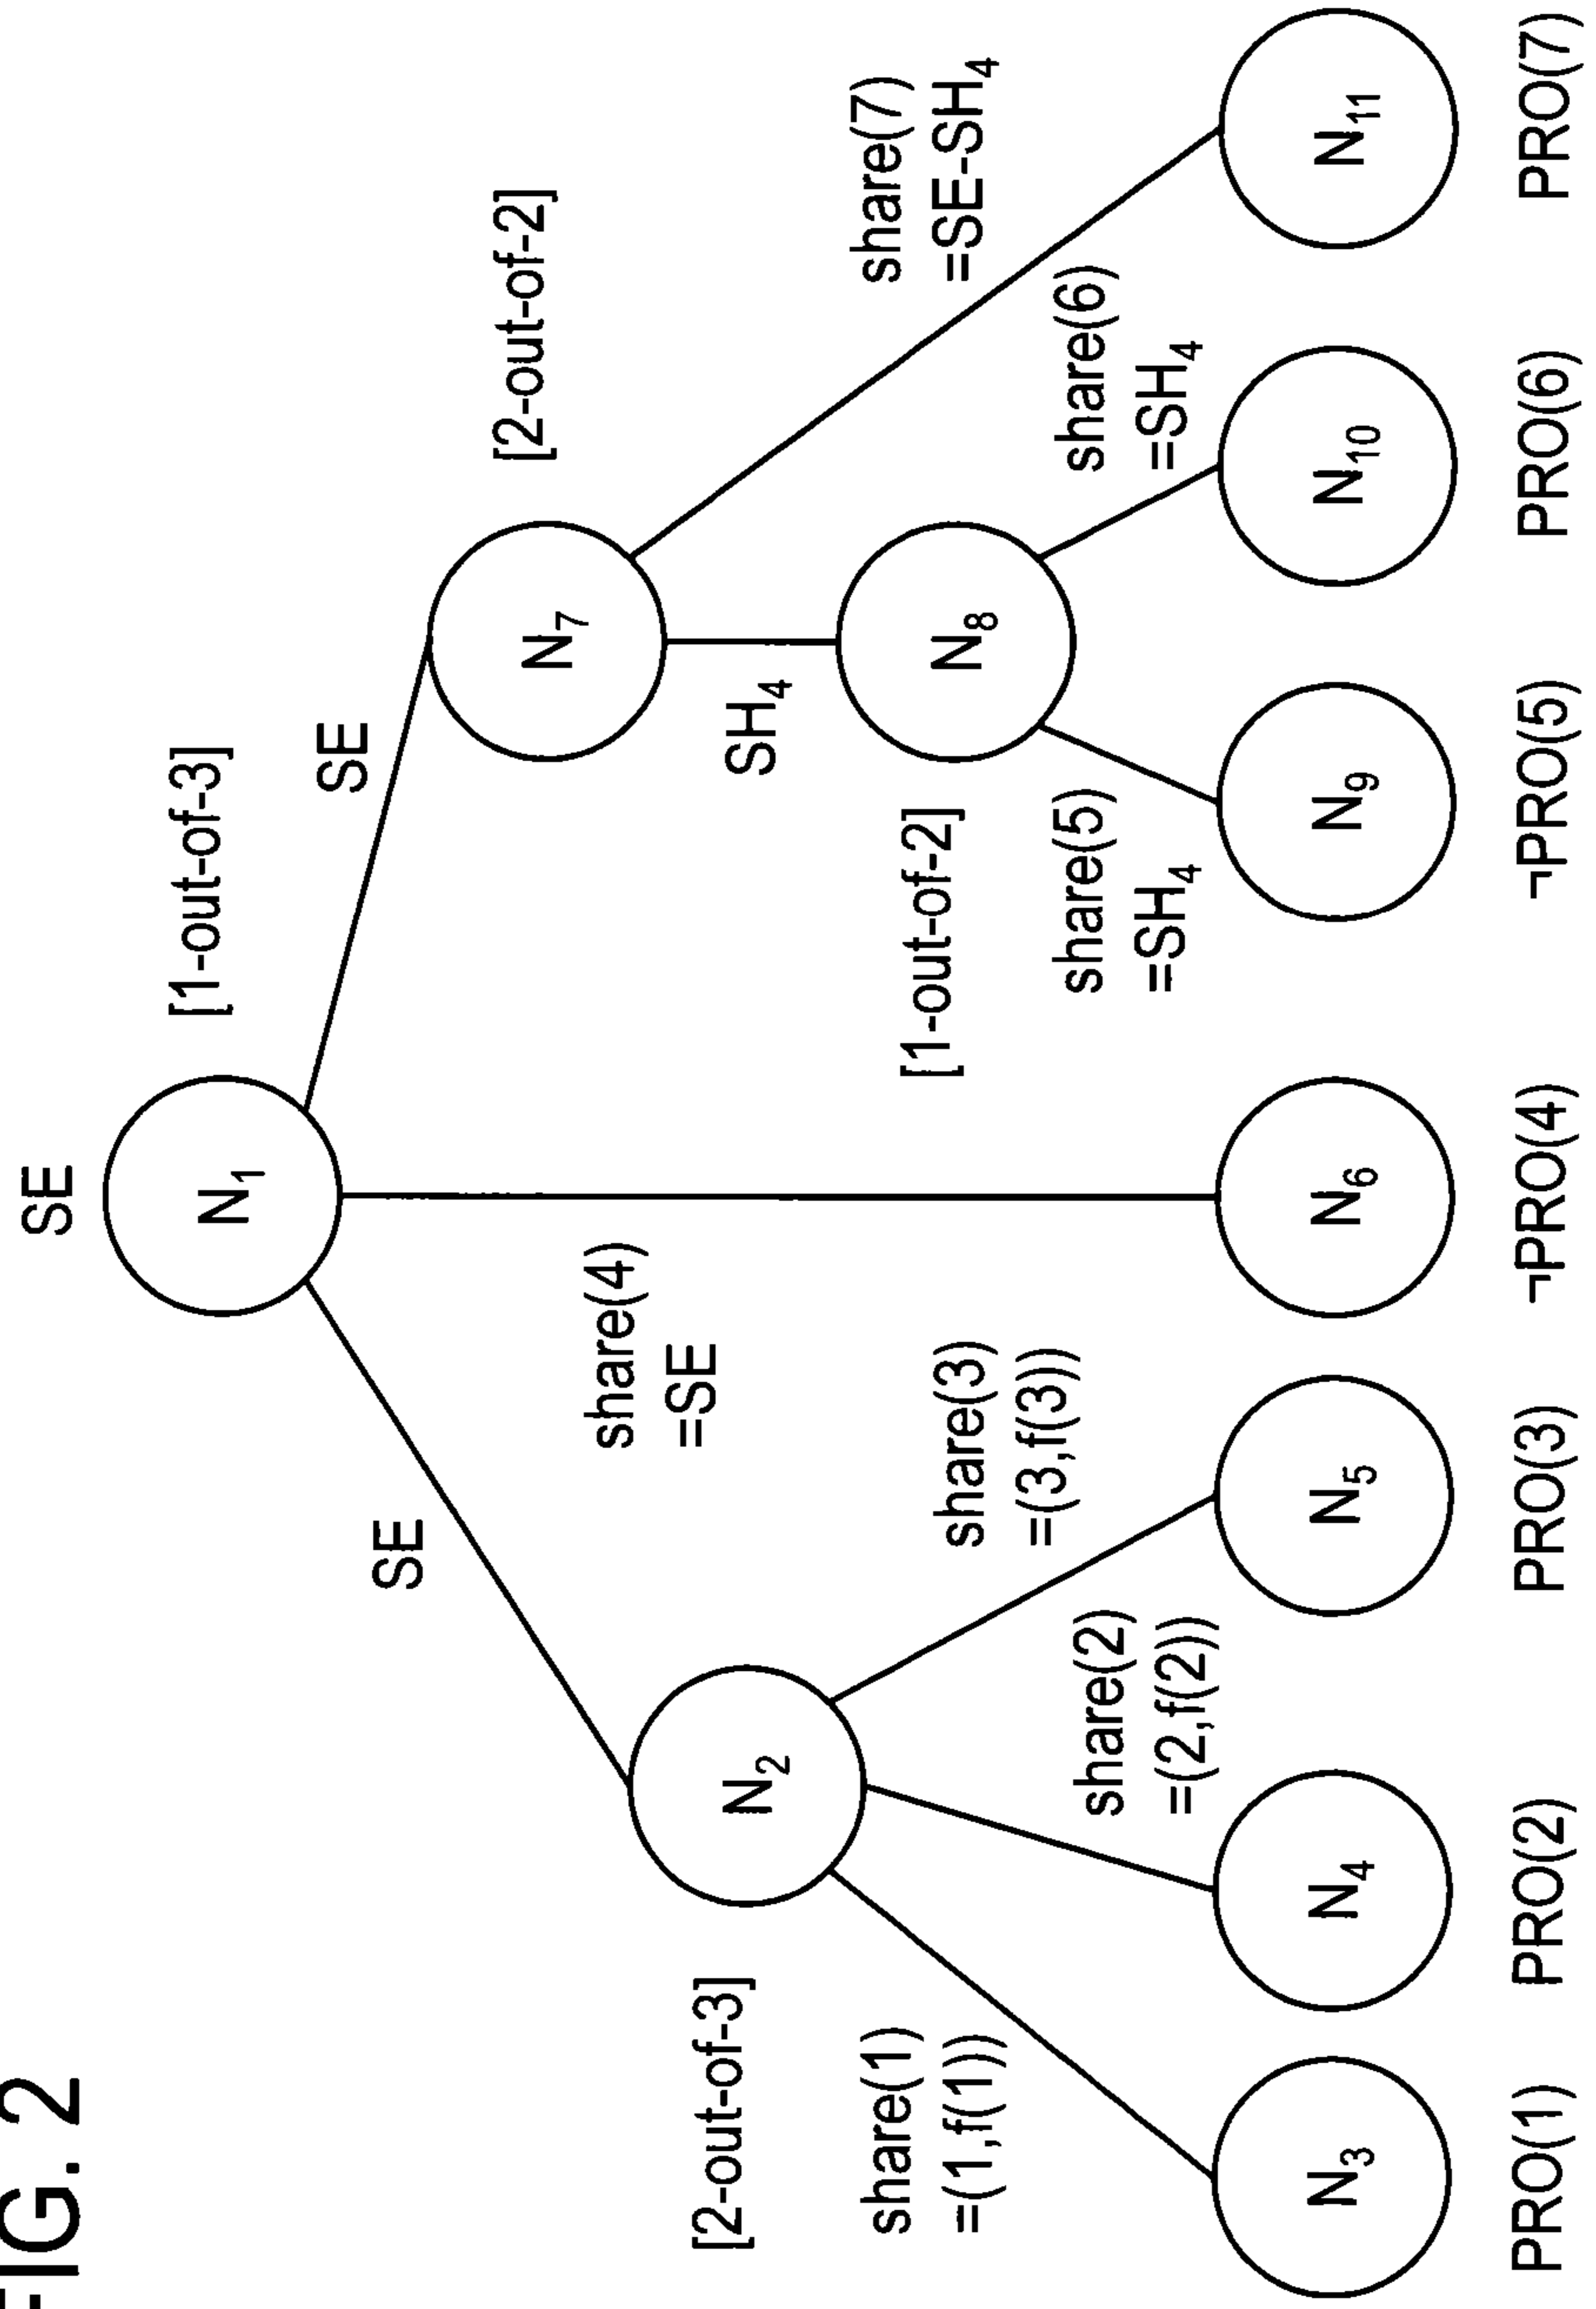 FIG. 2
SE
N1
[1-out-of-3]
SE
SE
[2-out-of-3]
N2
share(4)
=SE
N7
[2-out-of-2]
SH4
share(1)
=(1,f(1))
share(2)
=(2,f(2))
share(3)
=(3,f(3))
[1-out-of-2]
N8
share(7)
=SE-SH4
share(5)
=SH4
share(6)
=SH4
N3
N4
N5
N6
N9
N10
N11
PRO(1)
PRO(2)
PRO(3)
¬PRO(4)
¬PRO(5)
PRO(6)
PRO(7)